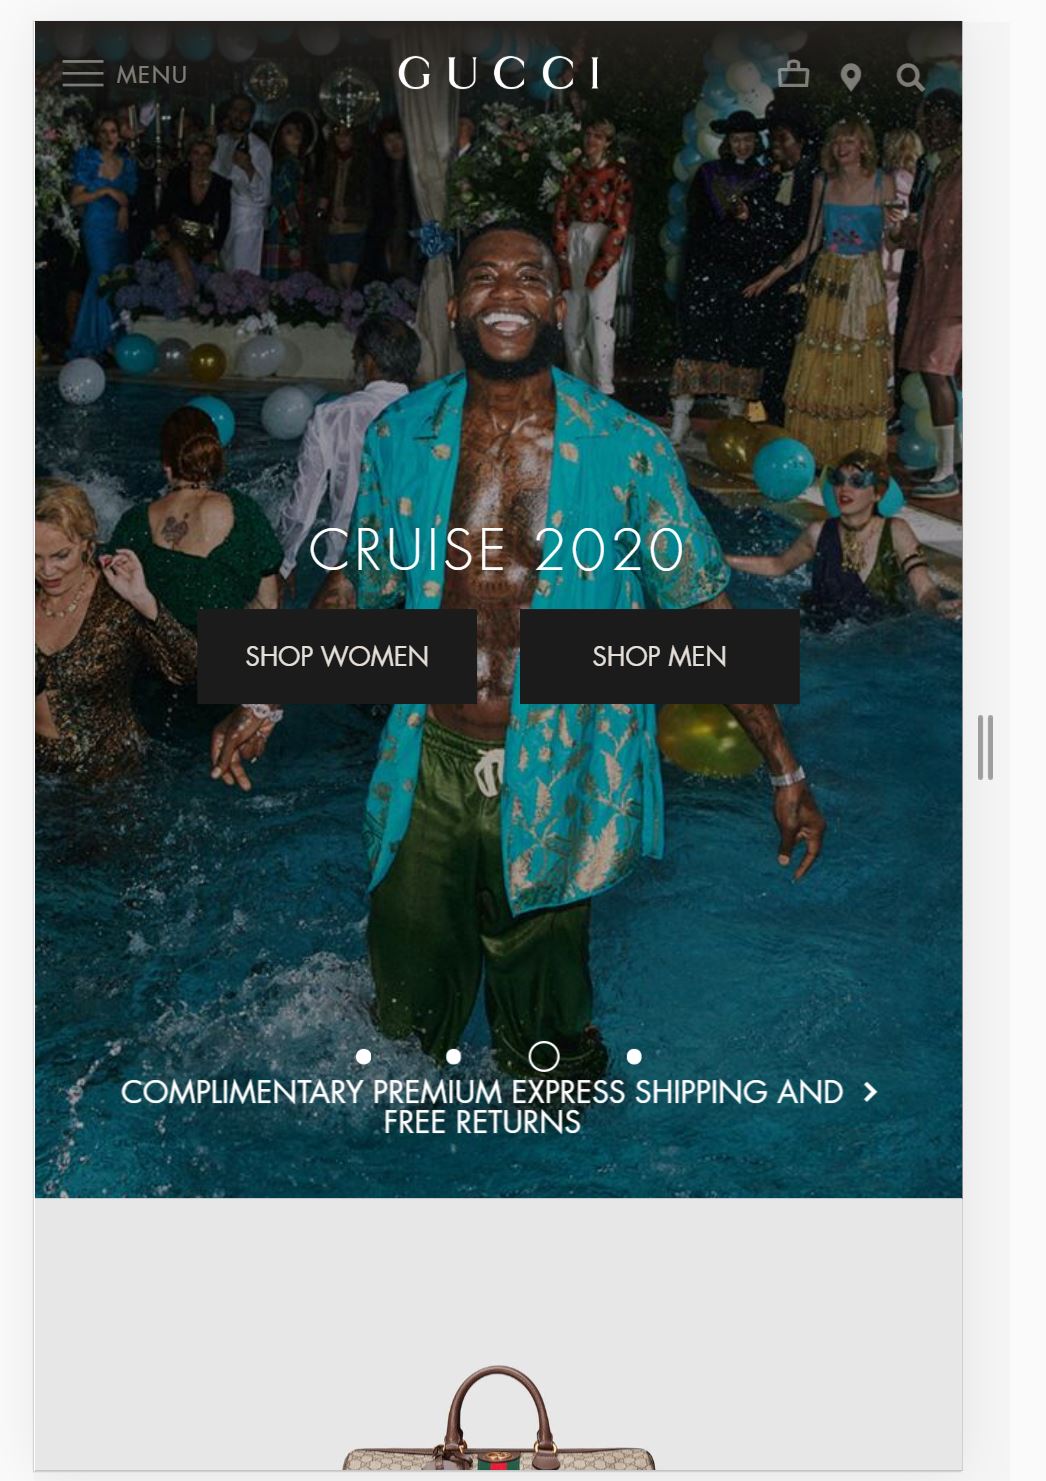 MENU
GUCCI
CRUISE 2020
SHOP WOMEN
SHOP MEN
COMPLIMENTARY PREMIUM EXPRESS SHIPPING AND
FREE RETURNS